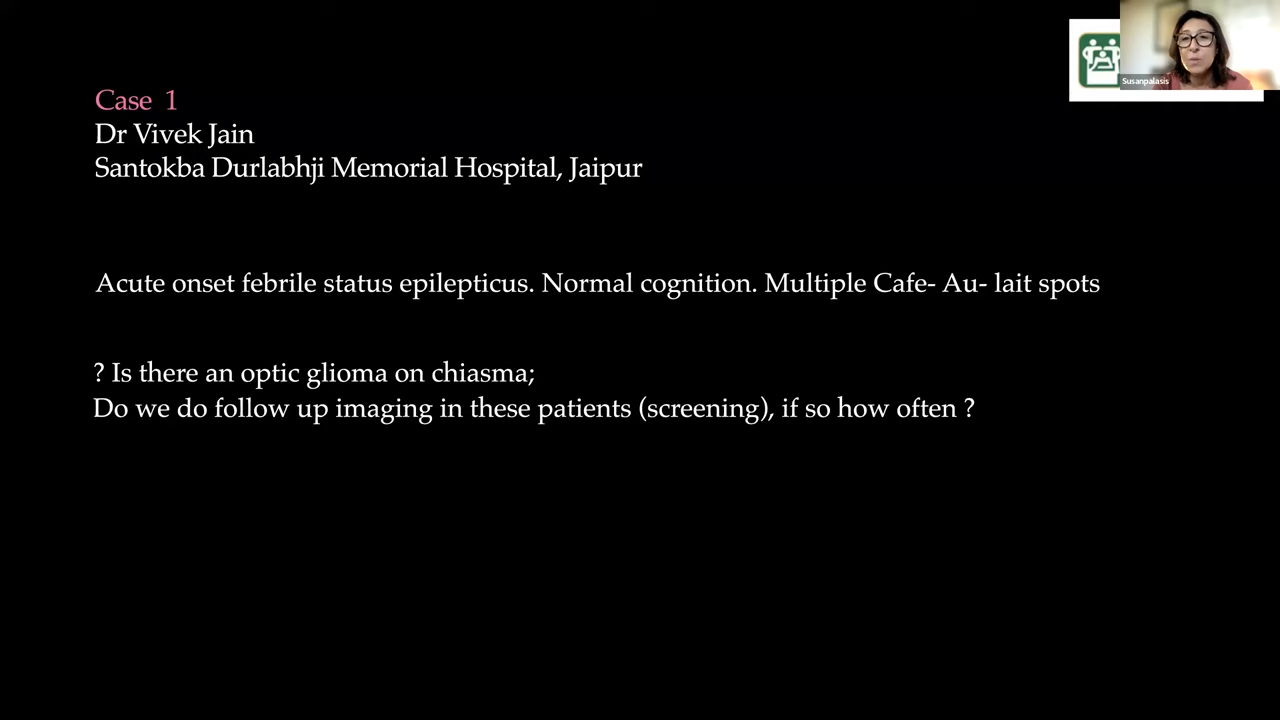 Susanpalasis
Case 1
Dr Vivek Jain
Santokba Durlabhji Memorial Hospital, Jaipur
Acute onset febrile status epilepticus. Normal cognition. Multiple Cafe- Au- lait spots
? Is there an optic glioma on chiasma;
Do we do follow up imaging in these patients (screening), if so how often ?